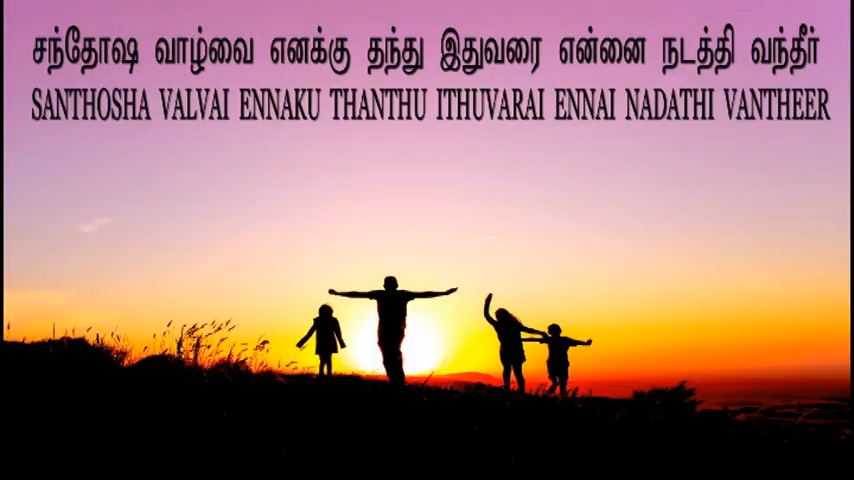 சந்தோஷ வாழ்வை எனக்கு தந்து இதுவரை என்னை நடத்தி வந்தீர்
SANTHOSHA VALVAI ENNAKU THANTHU ITHUVARAI ENNAI NADATHI VANTHEER